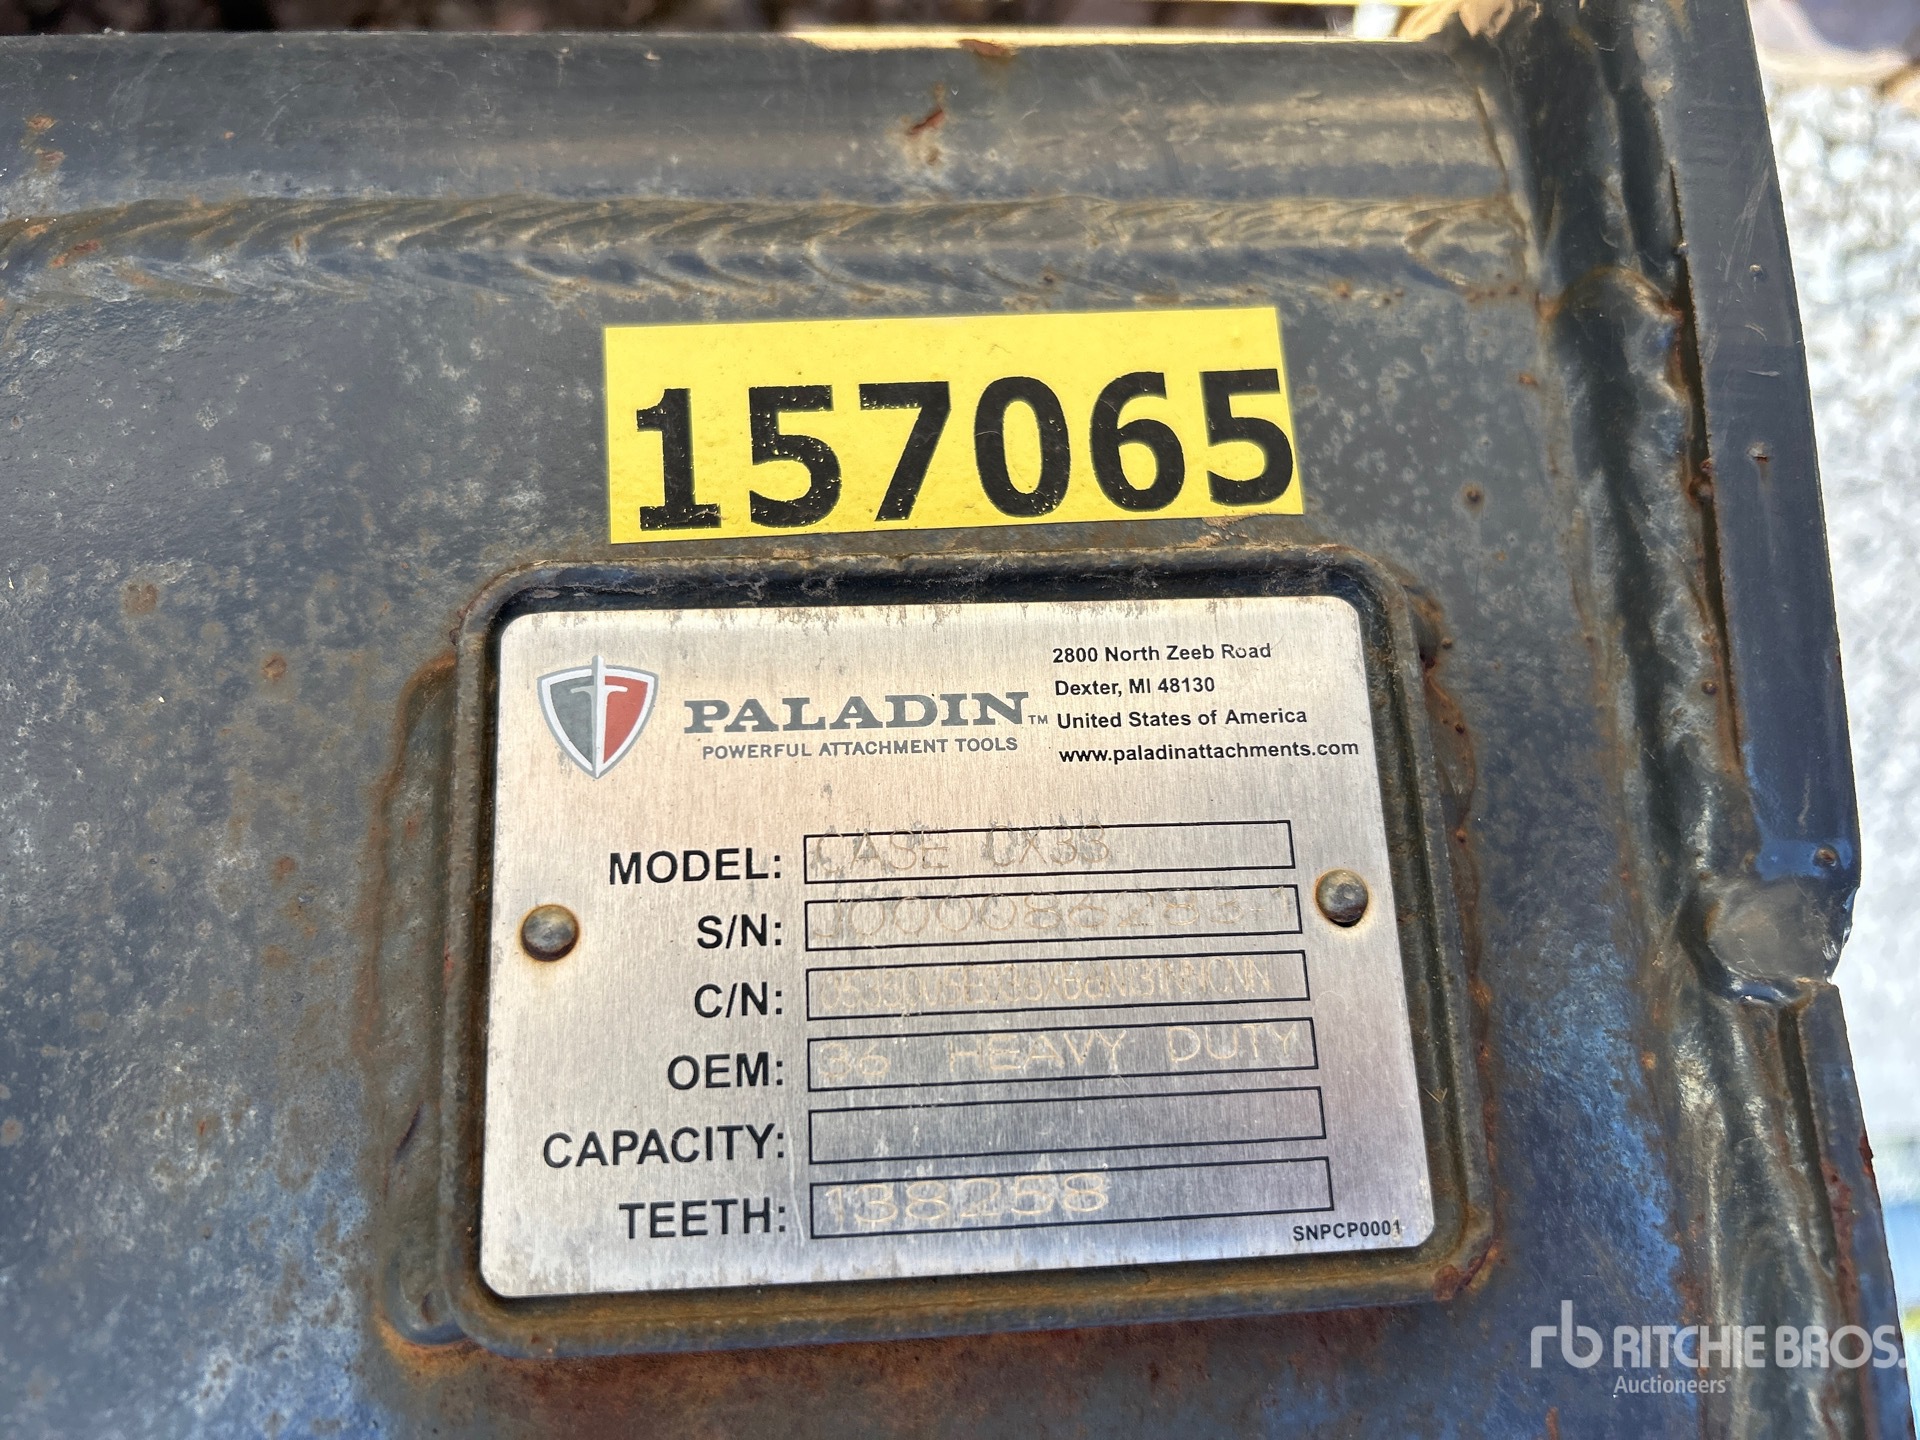 157065
PALADIN™
POWERFUL ATTACHMENT TOOLS
2800 North Zeeb Road
Dexter, MI 48130
United States of America
www.paladinattachments.com
MODEL: CASE CX33
S/N:
C/N:
OEM: 36 HEAVY DUTY
CAPACITY:
TEETH: 138258
SNPCP0001
rb RITCHIE BROS.
Auctioneers